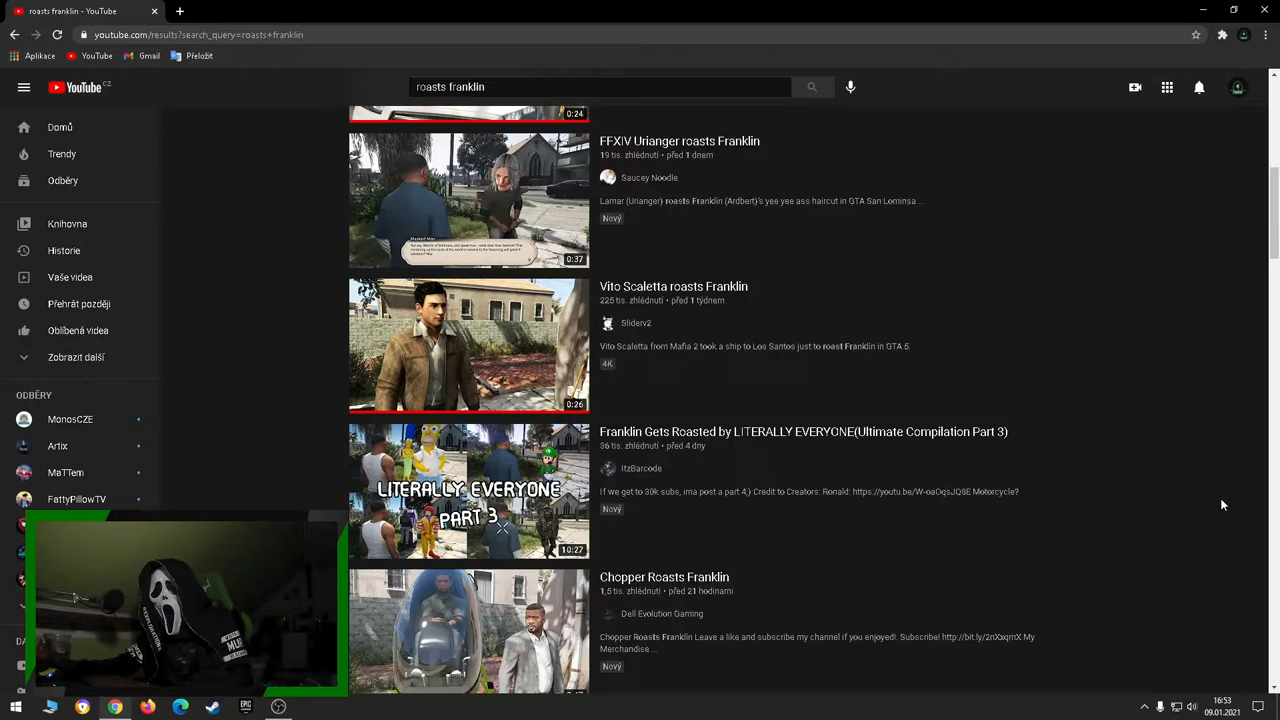 roasts franklin
youtube.com/results?search_query=roasts+franklin
Aplikace
YouTube
Gmail
Přeložit
YouTube CZ
roasts franklin
Domů
Trendy
Odběry
Knihovna
Historie
Vaše videa
Přehrát později
Oblíbená videa
Zobrazit další
ODBĚRY
MonosCZE
Artix
MaTTem
FattyPillowTV
0:24
FFXIV Urianger roasts Franklin
19 tis. zhlédnutí • před 1 dnem
Saucey Noodle
Lamar (Urianger) roasts Franklin (Ardbert)'s yee yee ass haircut in GTA San Lominsa ...
Nový
0:37
Vito Scaletta roasts Franklin
225 tis. zhlédnutí • před 1 týdnem
Sliderv2
Vito Scaletta from Mafia 2 took a ship to Los Santos just to roast Franklin in GTA 5.
4K
0:26
Franklin Gets Roasted by LITERALLY EVERYONE(Ultimate Compilation Part 3)
36 tis. zhlédnutí • před 4 dny
ItzBarcode
If we get to 30k subs, ima post a part 4;) Credit to Creators: Ronald: https://youtu.be/W-oaOqsJQ8E Motorcycle?
Nový
LITERALLY EVERYONE
PART 3
10:27
Chopper Roasts Franklin
1,5 tis. zhlédnutí • před 21 hodinami
Dell Evolution Gaming
Chopper Roasts Franklin Leave a like and subscribe my channel if you enjoyed!. Subscribe! http://bit.ly/2nXxqmX My
Merchandise ...
Nový
EPIC
16:53
09.01.2021